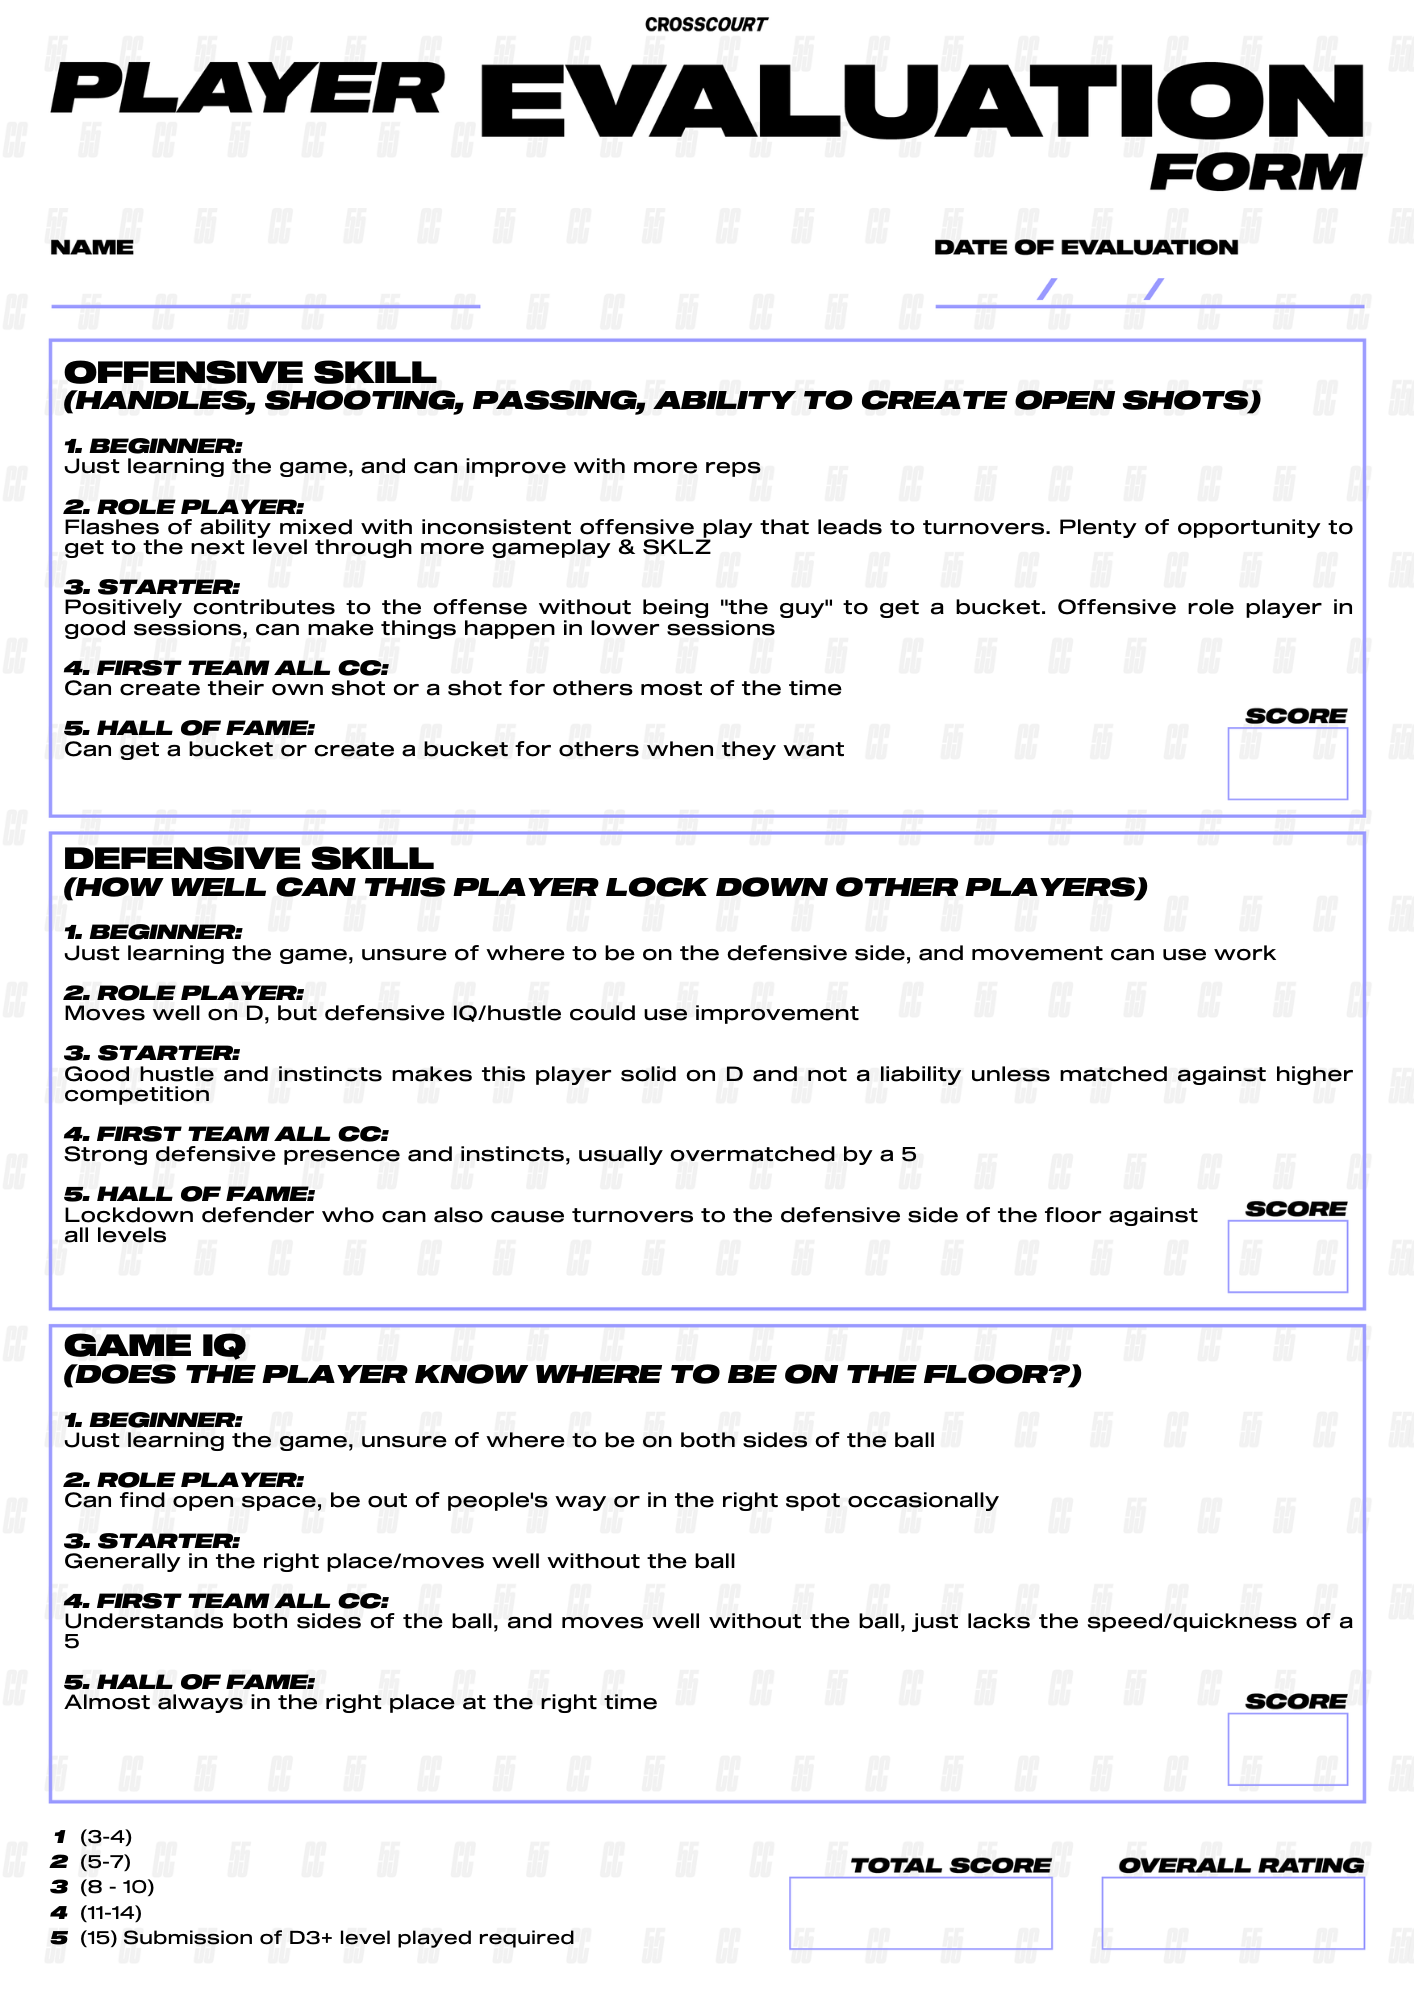 CROSSCOURT
PLAYER EVALUATION
FORM
NAME
DATE OF EVALUATION
/ /
OFFENSIVE SKILL
(HANDLES, SHOOTING, PASSING, ABILITY TO CREATE OPEN SHOTS)
1. BEGINNER:
Just learning the game, and can improve with more reps
2. ROLE PLAYER:
Flashes of ability mixed with inconsistent offensive play that leads to turnovers. Plenty of opportunity to
get to the next level through more gameplay & SKLZ
3. STARTER:
Positively contributes to the offense without being "the guy" to get a bucket. Offensive role player in
good sessions, can make things happen in lower sessions
4. FIRST TEAM ALL CC:
Can create their own shot or a shot for others most of the time
5. HALL OF FAME:
Can get a bucket or create a bucket for others when they want
SCORE
DEFENSIVE SKILL
(HOW WELL CAN THIS PLAYER LOCK DOWN OTHER PLAYERS)
1. BEGINNER:
Just learning the game, unsure of where to be on the defensive side, and movement can use work
2. ROLE PLAYER:
Moves well on D, but defensive IQ/hustle could use improvement
3. STARTER:
Good hustle and instincts makes this player solid on D and not a liability unless matched against higher
competition
4. FIRST TEAM ALL CC:
Strong defensive presence and instincts, usually overmatched by a 5
5. HALL OF FAME:
Lockdown defender who can also cause turnovers to the defensive side of the floor against
all levels
SCORE
GAME IQ
(DOES THE PLAYER KNOW WHERE TO BE ON THE FLOOR?)
1. BEGINNER:
Just learning the game, unsure of where to be on both sides of the ball
2. ROLE PLAYER:
Can find open space, be out of people's way or in the right spot occasionally
3. STARTER:
Generally in the right place/moves well without the ball
4. FIRST TEAM ALL CC:
Understands both sides of the ball, and moves well without the ball, just lacks the speed/quickness of a
5
5. HALL OF FAME:
Almost always in the right place at the right time
SCORE
1 (3-4)
2 (5-7)
3 (8 - 10)
4 (11-14)
5 (15) Submission of D3+ level played required
TOTAL SCORE
OVERALL RATING